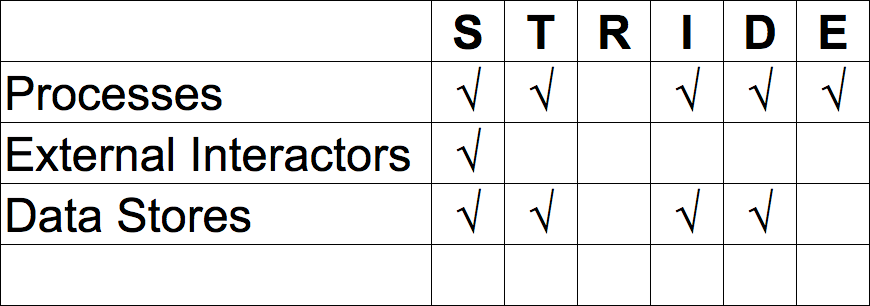 S T R I D E
Processes √ √ √ √ √
External Interactors √
Data Stores √ √ √ √